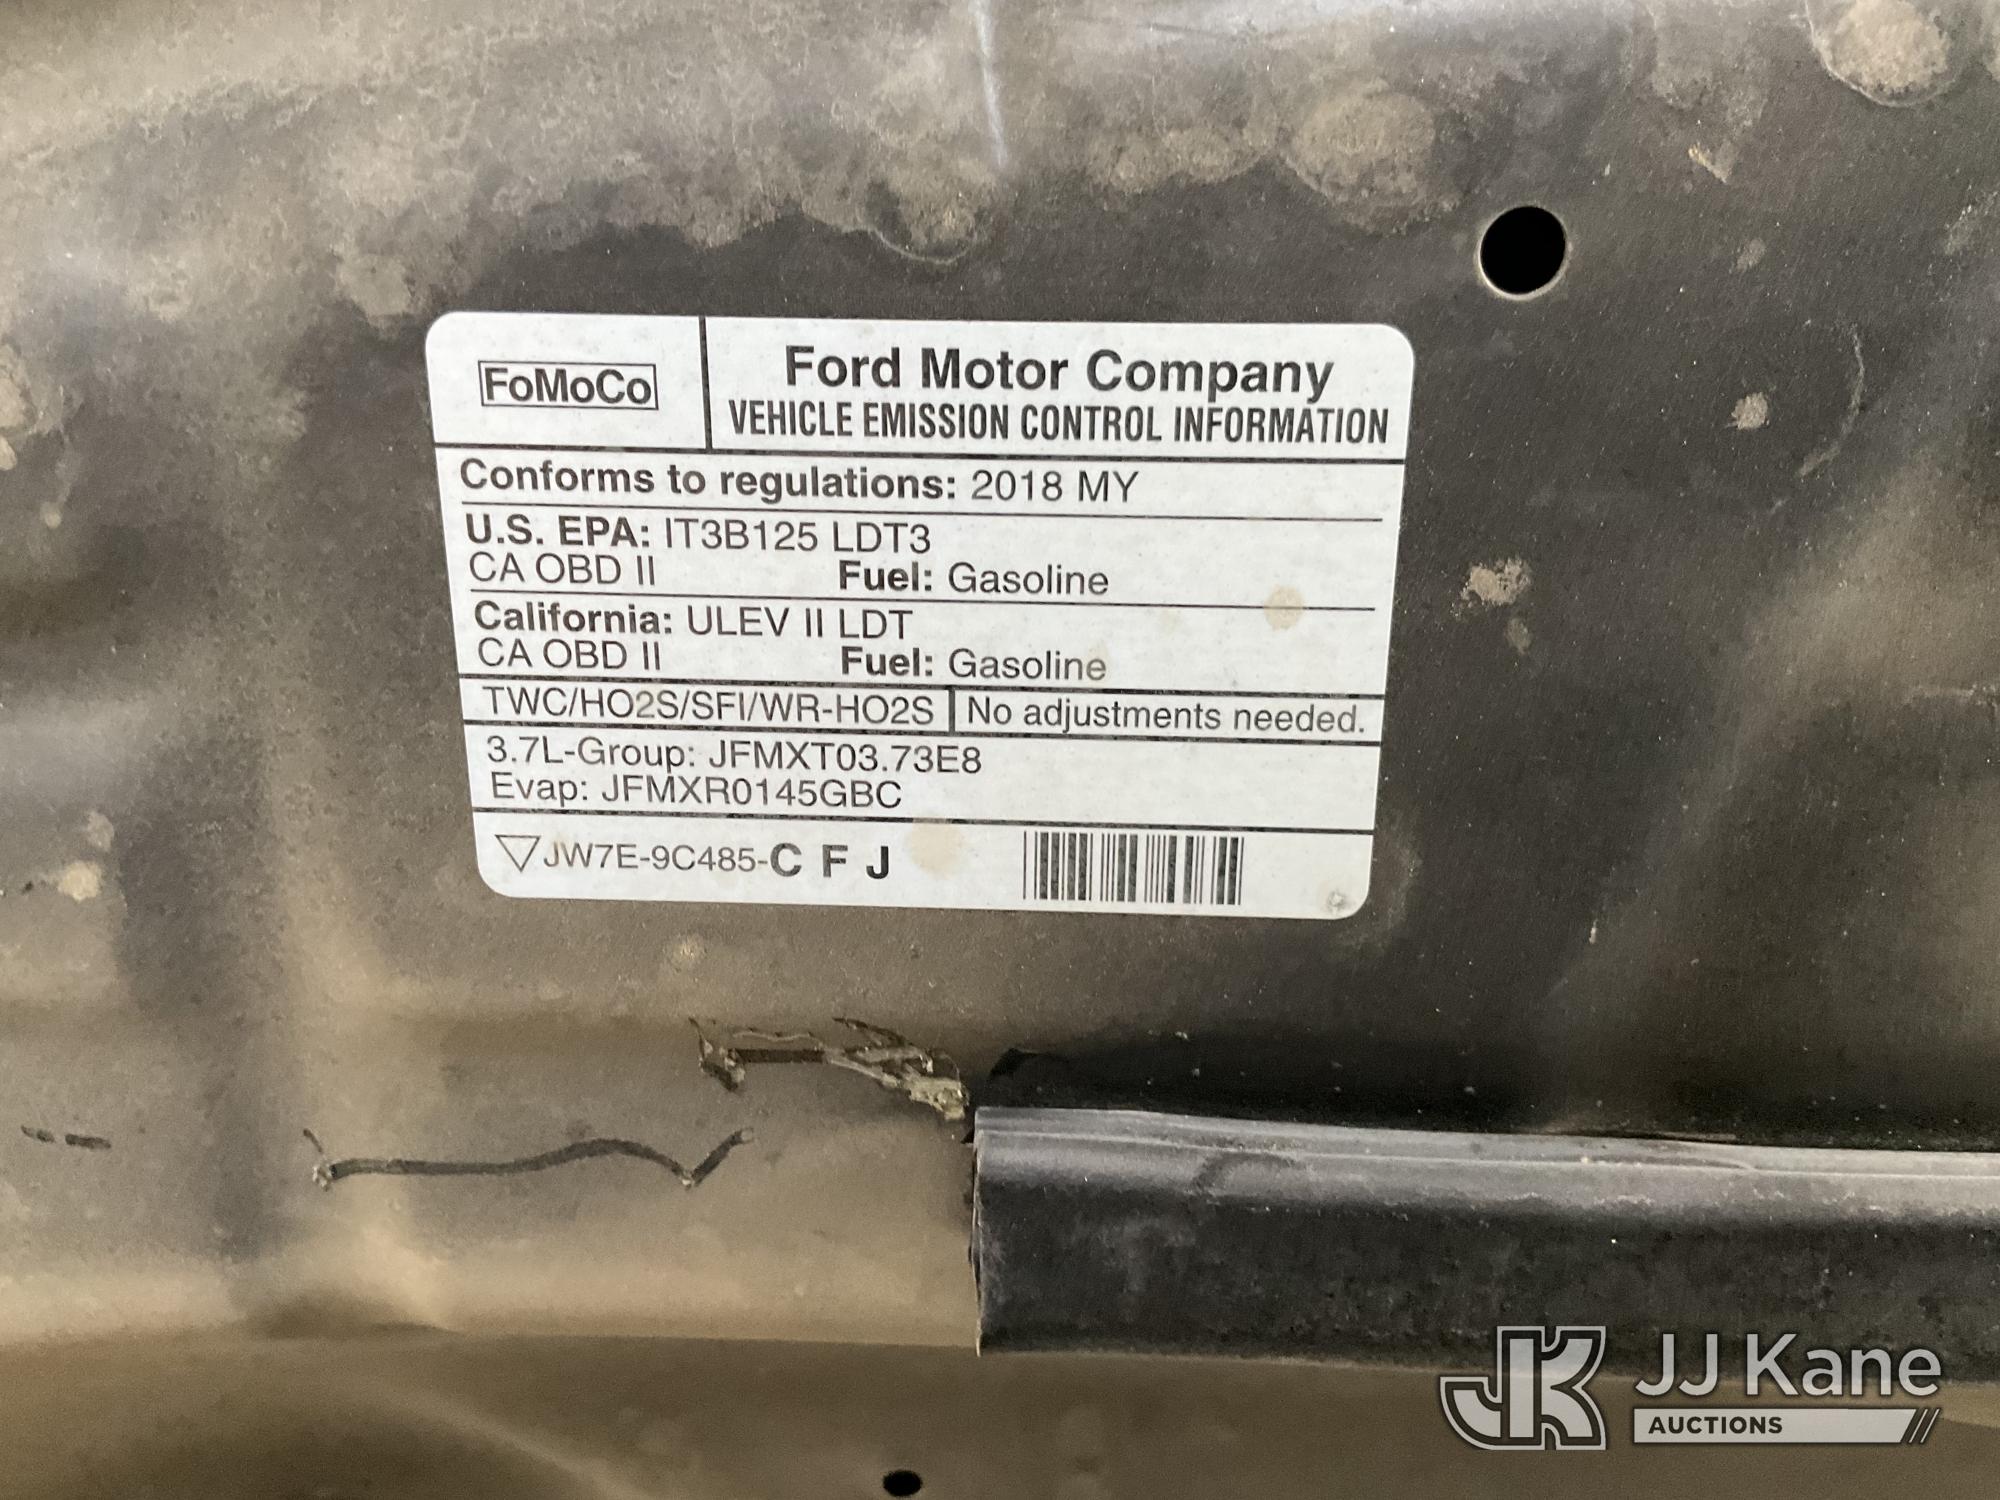 FoMoCo
Ford Motor Company
VEHICLE EMISSION CONTROL INFORMATION
Conforms to regulations: 2018 MY
U.S. EPA: IT3B125 LDT3
CA OBD II Fuel: Gasoline
California: ULEV II LDT
CA OBD II Fuel: Gasoline
TWC/HO2S/SFI/WR-HO2S No adjustments needed.
3.7L-Group: JFMXT03.73E8
Evap: JFMXR0145GBC
JW7E-9C485-C F J
JK JJ Kane
AUCTIONS